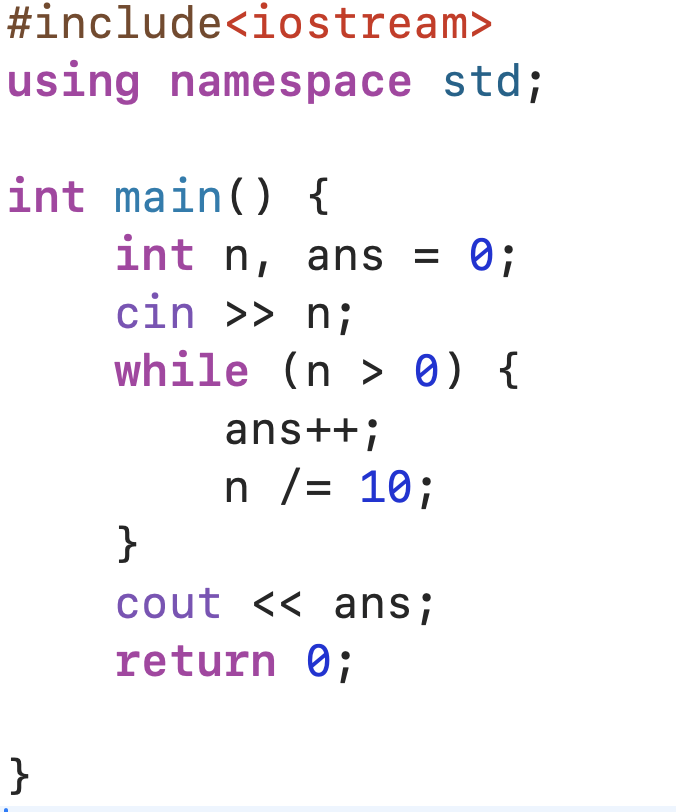 #include<iostream>
using namespace std;

int main() {
    int n, ans = 0;
    cin >> n;
    while (n > 0) {
        ans++;
        n /= 10;
    }
    cout << ans;
    return 0;

}